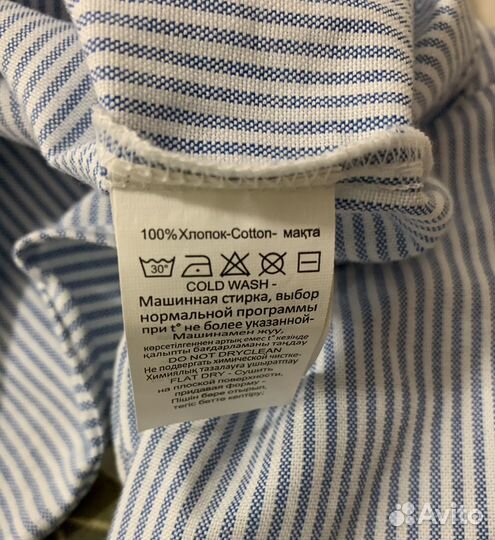 100%Хлопок-Cotton- мақта
30°
COLD WASH -
Машинная стирка, выбор
нормальной программы
при t° не более указанной-
Машинамен жуу,
көрсетілгеннен артық емес t° кезінде
қалыпты бағдарламаны таңдау
DO NOT DRYCLEAN
Не подвергать химической чистке-
Химиялық тазалауға ұшыратпау
FLAT DRY - Сушить
на плоской поверхности,
придавая форму -
Пішін бере отырып,
тегіс бетте кептіру;
Avito